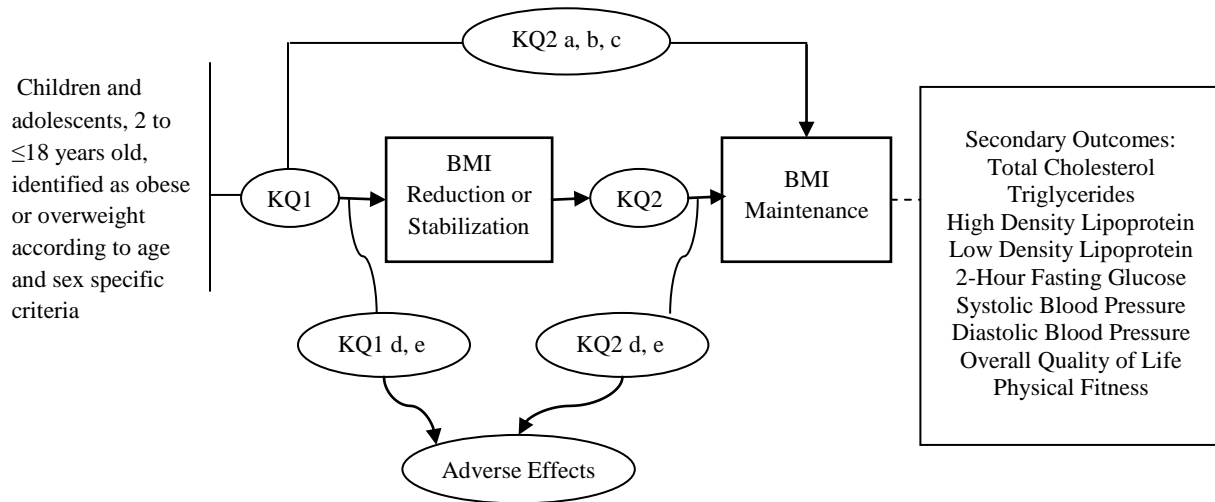 KQ2 a, b, c
Children and
adolescents, 2 to
≤18 years old,
identified as obese
or overweight
according to age
and sex specific
criteria
KQ1
BMI
Reduction or
Stabilization
KQ2
BMI
Maintenance
Secondary Outcomes:
Total Cholesterol
Triglycerides
High Density Lipoprotein
Low Density Lipoprotein
2-Hour Fasting Glucose
Systolic Blood Pressure
Diastolic Blood Pressure
Overall Quality of Life
Physical Fitness
KQ1 d, e
KQ2 d, e
Adverse Effects